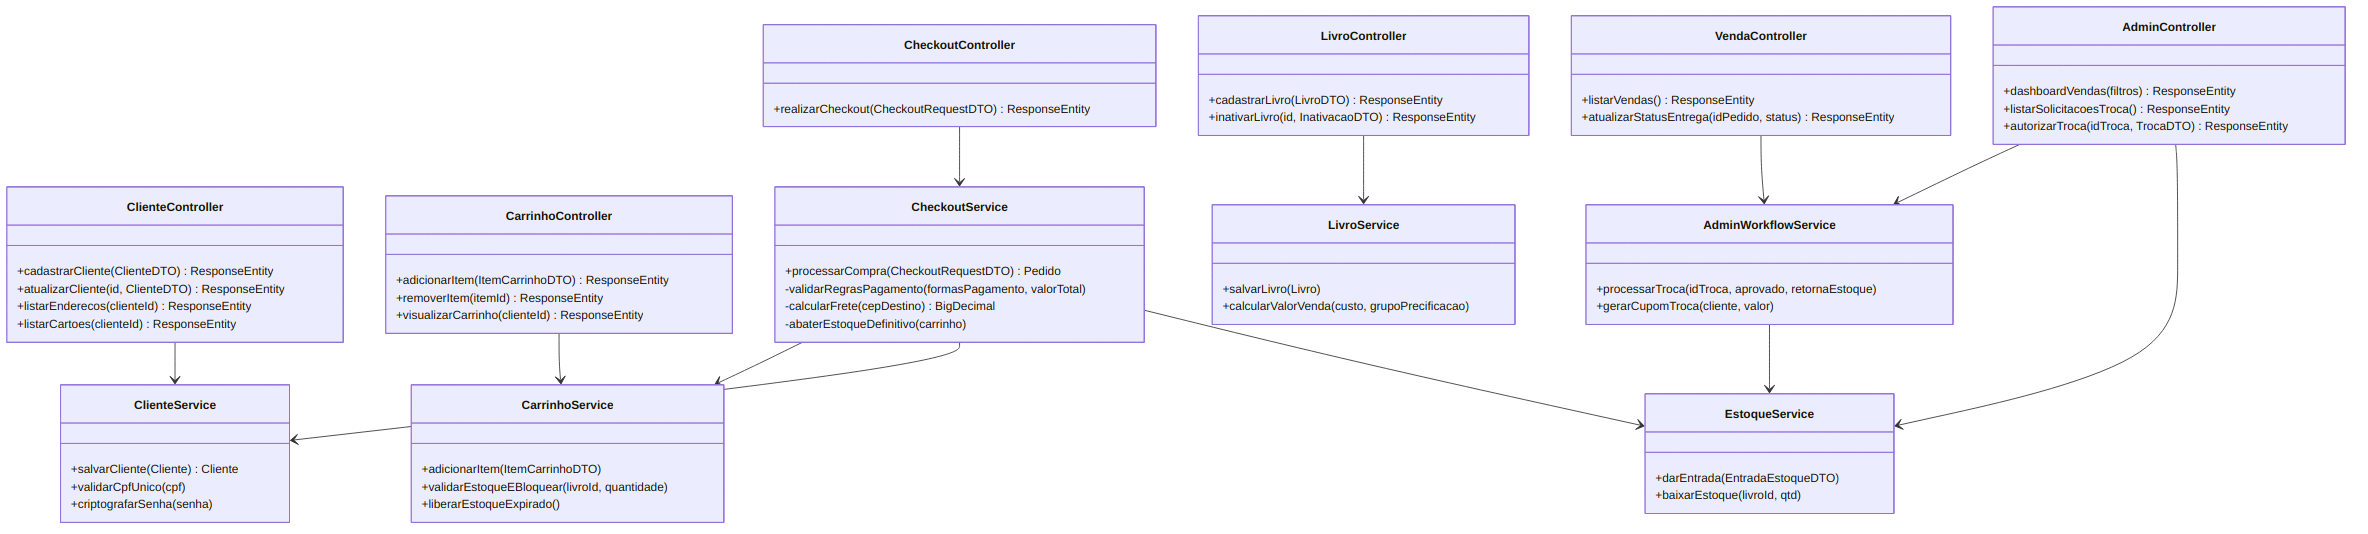 ClienteController
+cadastrarCliente(ClienteDTO) : ResponseEntity
+atualizarCliente(id, ClienteDTO) : ResponseEntity
+listarEnderecos(clienteId) : ResponseEntity
+listarCartoes(clienteId) : ResponseEntity
CarrinhoController
+adicionarItem(ItemCarrinhoDTO) : ResponseEntity
+removerItem(itemId) : ResponseEntity
+visualizarCarrinho(clienteId) : ResponseEntity
CheckoutController
+realizarCheckout(CheckoutRequestDTO) : ResponseEntity
CheckoutService
+processarCompra(CheckoutRequestDTO) : Pedido
-validarRegrasPagamento(formasPagamento, valorTotal)
-calcularFrete(cepDestino) : BigDecimal
-abaterEstoqueDefinitivo(carrinho)
LivroController
+cadastrarLivro(LivroDTO) : ResponseEntity
+inativarLivro(id, InativacaoDTO) : ResponseEntity
LivroService
+salvarLivro(Livro)
+calcularValorVenda(custo, grupoPrecificacao)
VendaController
+listarVendas() : ResponseEntity
+atualizarStatusEntrega(idPedido, status) : ResponseEntity
AdminController
+dashboardVendas(filtros) : ResponseEntity
+listarSolicitacoesTroca() : ResponseEntity
+autorizarTroca(idTroca, TrocaDTO) : ResponseEntity
AdminWorkflowService
+processarTroca(idTroca, aprovado, retornaEstoque)
+gerarCupomTroca(cliente, valor)
ClienteService
+salvarCliente(Cliente) : Cliente
+validarCpfUnico(cpf)
+criptografarSenha(senha)
CarrinhoService
+adicionarItem(ItemCarrinhoDTO)
+validarEstoqueEBloquear(livroId, quantidade)
+liberarEstoqueExpirado()
EstoqueService
+darEntrada(EntradaEstoqueDTO)
+baixarEstoque(livroId, qtd)